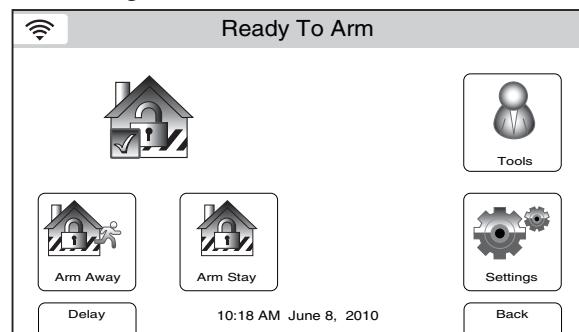 Ready To Arm
Tools
Arm Away Arm Stay Settings
Delay 10:18 AM June 8, 2010 Back